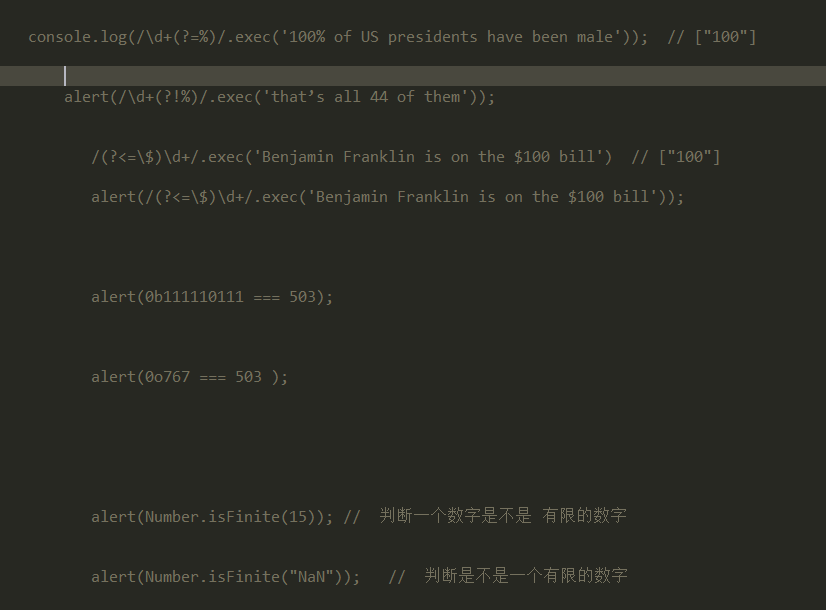 console.log(/\d+(?=%)/.exec('100% of US presidents have been male'));  // ["100"]
alert(/\d+(?!%)/.exec('that’s all 44 of them'));
/(?<=\$)\d+/.exec('Benjamin Franklin is on the $100 bill')  // ["100"]
alert(/(?<=\$)\d+/.exec('Benjamin Franklin is on the $100 bill'));
alert(0b111110111 === 503);
alert(0o767 === 503 );
alert(Number.isFinite(15)); //  判断一个数字是不是 有限的数字
alert(Number.isFinite("NaN"));   //  判断是不是一个有限的数字